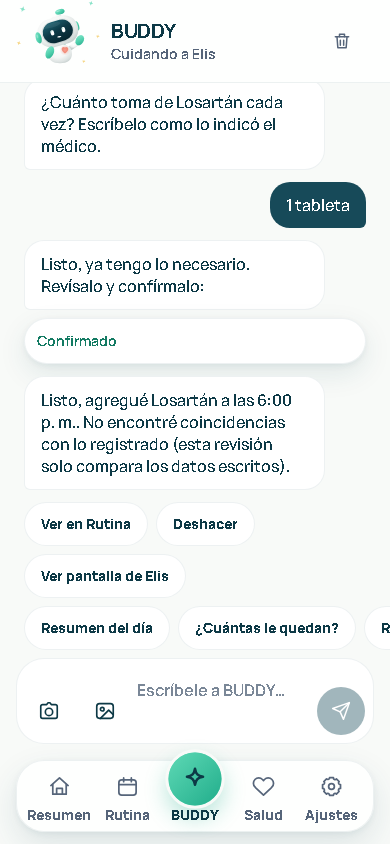 BUDDY
Cuidando a Elis
¿Cuánto toma de Losartán cada
vez? Escríbelo como lo indicó el
médico.
1 tableta
Listo, ya tengo lo necesario.
Revísalo y confírmalo:
Confirmado
Listo, agregué Losartán a las 6:00
p. m.. No encontré coincidencias
con lo registrado (esta revisión
solo compara los datos escritos).
Ver en Rutina
Deshacer
Ver pantalla de Elis
Resumen del día
¿Cuántas le quedan?
Escríbele a BUDDY...
Resumen
Rutina
BUDDY
Salud
Ajustes